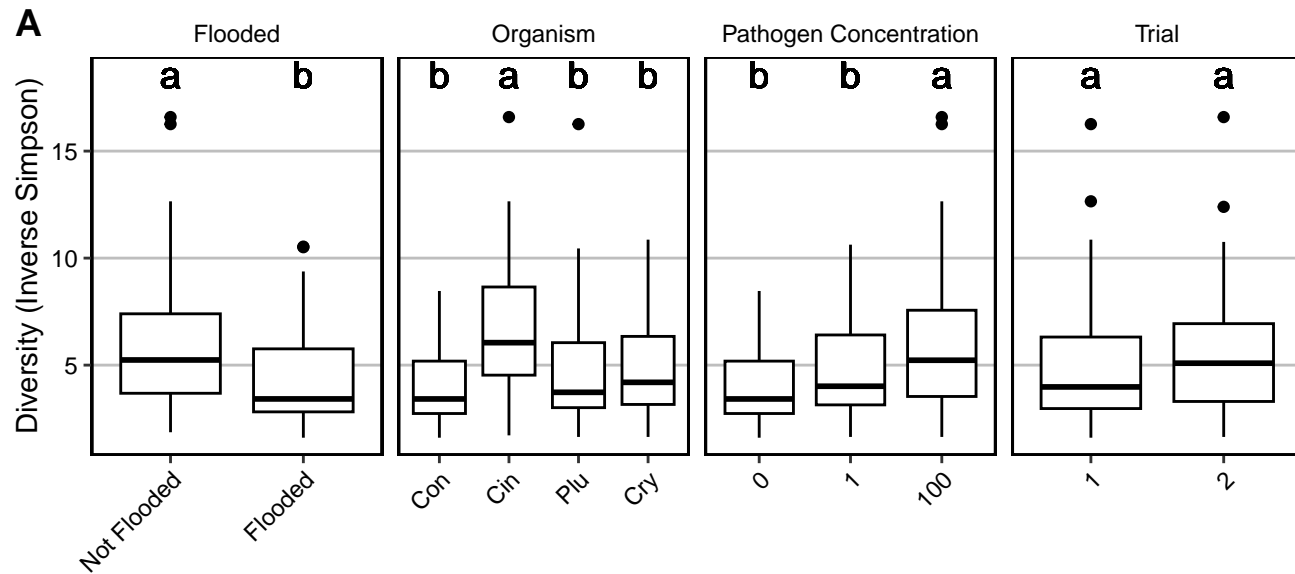 A
Flooded Organism Pathogen Concentration Trial
a b b a b b b b a a a
Diversity (Inverse Simpson)
15
10
5
Not Flooded Flooded Con Cin Plu Cry 0 1 100 1 2